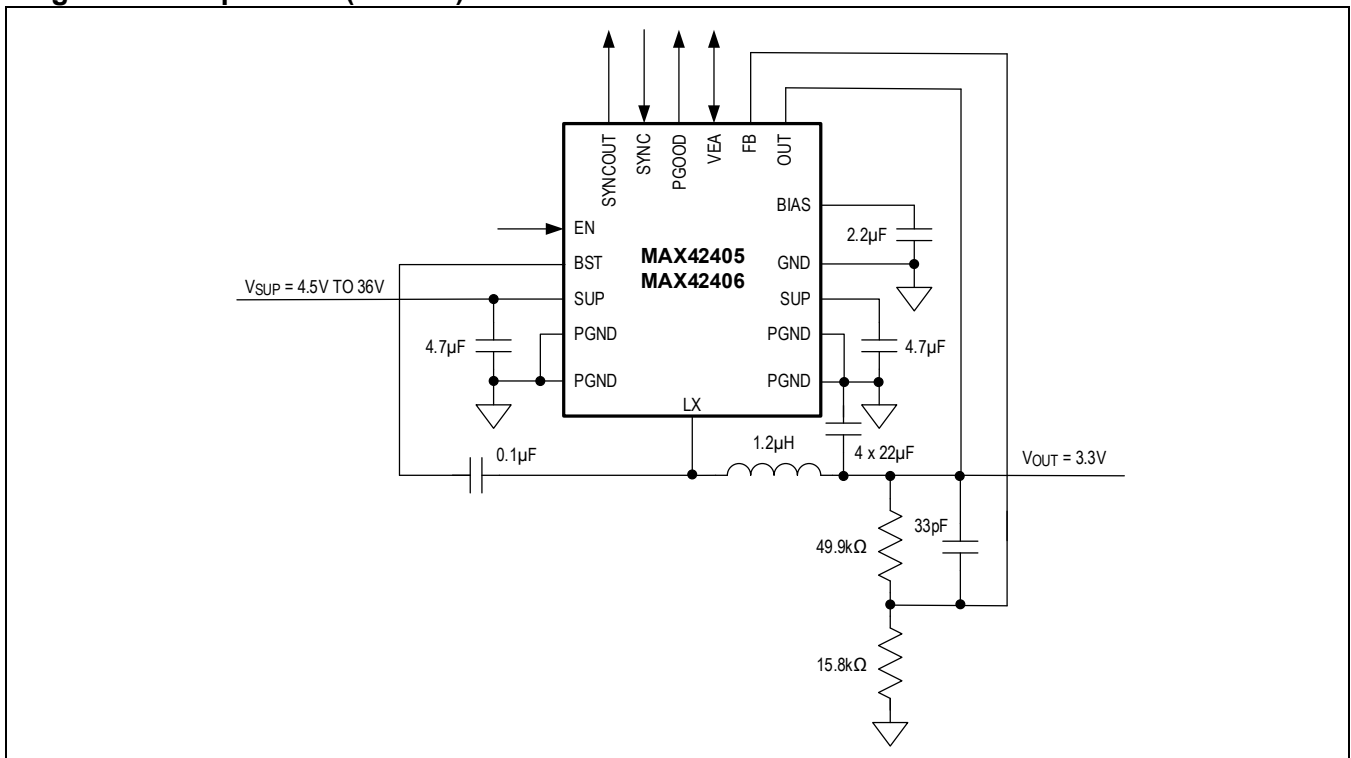 SYNCOUT
SYNC
PGOOD
VEA
FB
OUT
EN
BST
SUP
PGND
PGND
MAX42405
MAX42406
BIAS
GND
SUP
PGND
PGND
LX
2.2µF
VSUP = 4.5V TO 36V
4.7µF
4.7µF
0.1µF
1.2µH
4 x 22µF
VOUT = 3.3V
49.9kΩ
33pF
15.8kΩ